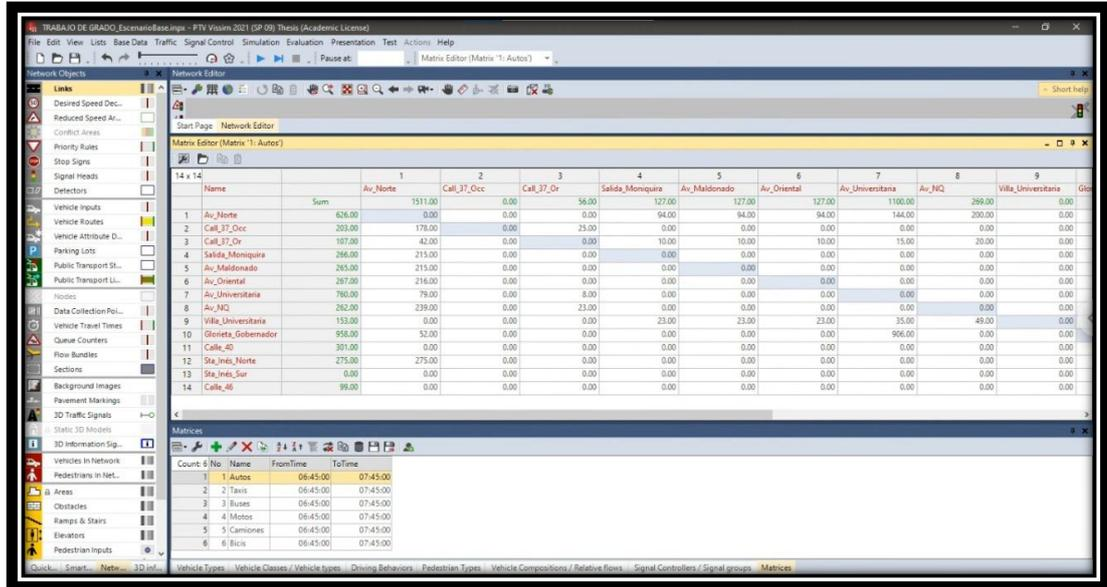 TRABAJO DE GRADO_EscenarioBase.inpx - PTV Vissim 2021 (SP 09) Thesis (Academic License)
File Edit View Lists Base Data Traffic Signal Control Simulation Evaluation Presentation Test Actions Help
Pause at: Matrix Editor (Matrix '1: Autos')
Network Objects
Links
Desired Speed Dec...
Reduced Speed Ar...
Conflict Areas
Priority Rules
Stop Signs
Signal Heads
Detectors
Vehicle Inputs
Vehicle Routes
Vehicle Attribute D...
Parking Lots
Public Transport St...
Public Transport Li...
Nodes
Data Collection Poi...
Vehicle Travel Times
Queue Counters
Flow Bundles
Sections
Background Images
Pavement Markings
3D Traffic Signals
Static 3D Models
3D Information Sig...
Vehicles In Network
Pedestrians In Net...
Areas
Obstacles
Ramps & Stairs
Elevators
Pedestrian Inputs
Quick... Smart... Netw... 3D inf...
Network Editor
Short help
Start Page Network Editor
Matrix Editor (Matrix '1: Autos')
14 x 14 1 2 3 4 5 6 7 8 9
Name Av_Norte Call_37_Occ Call_37_Or Salida_Moniquira Av_Maldonado Av_Oriental Av_Universitaria Av_NQ Villa_Universitaria Glor
Sum 1511.00 0.00 56.00 127.00 127.00 127.00 1100.00 269.00 0.00
1 Av_Norte 626.00 0.00 0.00 0.00 94.00 94.00 94.00 144.00 200.00 0.00
2 Call_37_Occ 203.00 178.00 0.00 25.00 0.00 0.00 0.00 0.00 0.00 0.00
3 Call_37_Or 107.00 42.00 0.00 0.00 10.00 10.00 10.00 15.00 20.00 0.00
4 Salida_Moniquira 266.00 215.00 0.00 0.00 0.00 0.00 0.00 0.00 0.00 0.00
5 Av_Maldonado 265.00 215.00 0.00 0.00 0.00 0.00 0.00 0.00 0.00 0.00
6 Av_Oriental 267.00 216.00 0.00 0.00 0.00 0.00 0.00 0.00 0.00 0.00
7 Av_Universitaria 760.00 79.00 0.00 8.00 0.00 0.00 0.00 0.00 0.00 0.00
8 Av_NQ 262.00 239.00 0.00 23.00 0.00 0.00 0.00 0.00 0.00 0.00
9 Villa_Universitaria 153.00 0.00 0.00 0.00 23.00 23.00 23.00 35.00 49.00 0.00
10 Glorieta_Gobernador 958.00 52.00 0.00 0.00 0.00 0.00 0.00 906.00 0.00 0.00
11 Calle_40 301.00 0.00 0.00 0.00 0.00 0.00 0.00 0.00 0.00 0.00
12 Sta_Inés_Norte 275.00 275.00 0.00 0.00 0.00 0.00 0.00 0.00 0.00 0.00
13 Sta_Inés_Sur 0.00 0.00 0.00 0.00 0.00 0.00 0.00 0.00 0.00 0.00
14 Calle_46 99.00 0.00 0.00 0.00 0.00 0.00 0.00 0.00 0.00 0.00
Matrices
Count: 6 No Name FromTime ToTime
1 1 Autos 06:45:00 07:45:00
2 2 Taxis 06:45:00 07:45:00
3 3 Buses 06:45:00 07:45:00
4 4 Motos 06:45:00 07:45:00
5 5 Camiones 06:45:00 07:45:00
6 6 Bicis 06:45:00 07:45:00
Vehicle Types Vehicle Classes / Vehicle types Driving Behaviors Pedestrian Types Vehicle Compositions / Relative flows Signal Controllers / Signal groups Matrices